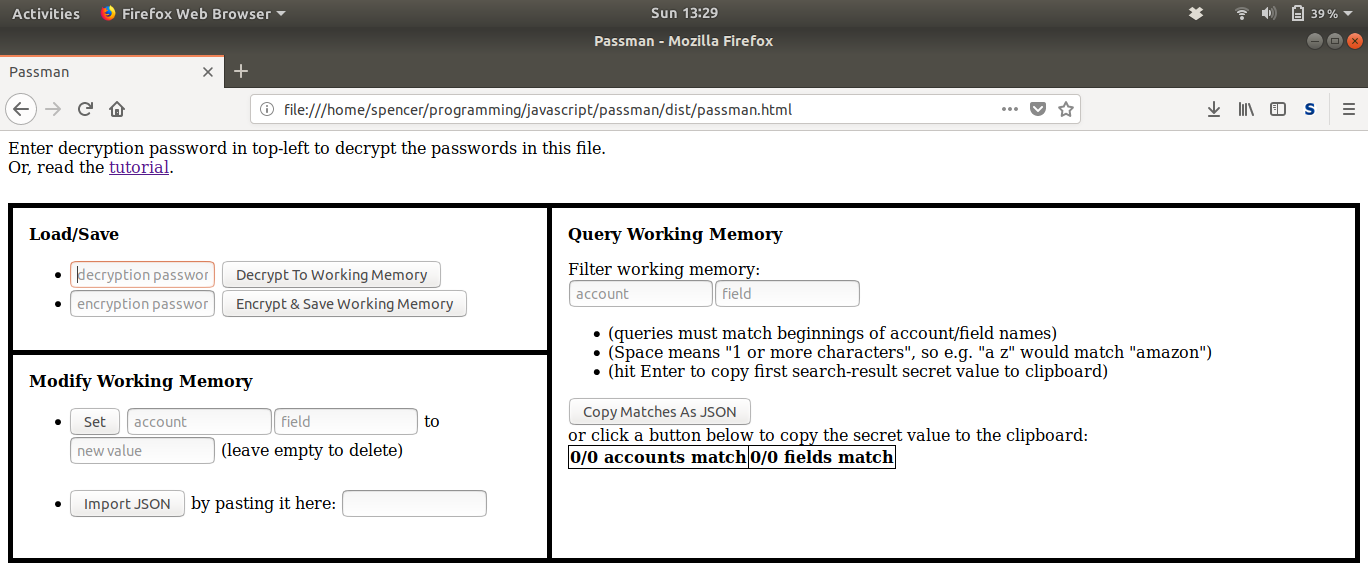 Activities Firefox Web Browser Sun 13:29 39%
Passman - Mozilla Firefox
Passman
file:///home/spencer/programming/javascript/passman/dist/passman.html S
Enter decryption password in top-left to decrypt the passwords in this file.
Or, read the tutorial.
Load/Save
decryption passwor Decrypt To Working Memory
encryption passwor Encrypt & Save Working Memory
Modify Working Memory
Set account field to
new value (leave empty to delete)
Import JSON by pasting it here:
Query Working Memory
Filter working memory:
account field
(queries must match beginnings of account/field names)
(Space means "1 or more characters", so e.g. "a z" would match "amazon")
(hit Enter to copy first search-result secret value to clipboard)
Copy Matches As JSON
or click a button below to copy the secret value to the clipboard:
0/0 accounts match 0/0 fields match